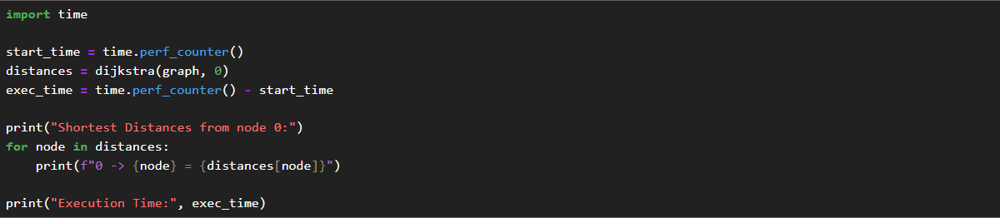 import time
start_time = time.perf_counter()
distances = dijkstra(graph, 0)
exec_time = time.perf_counter() - start_time
print("Shortest Distances from node 0:")
for node in distances:
    print(f"0 -> {node} = {distances[node]}")
print("Execution Time:", exec_time)